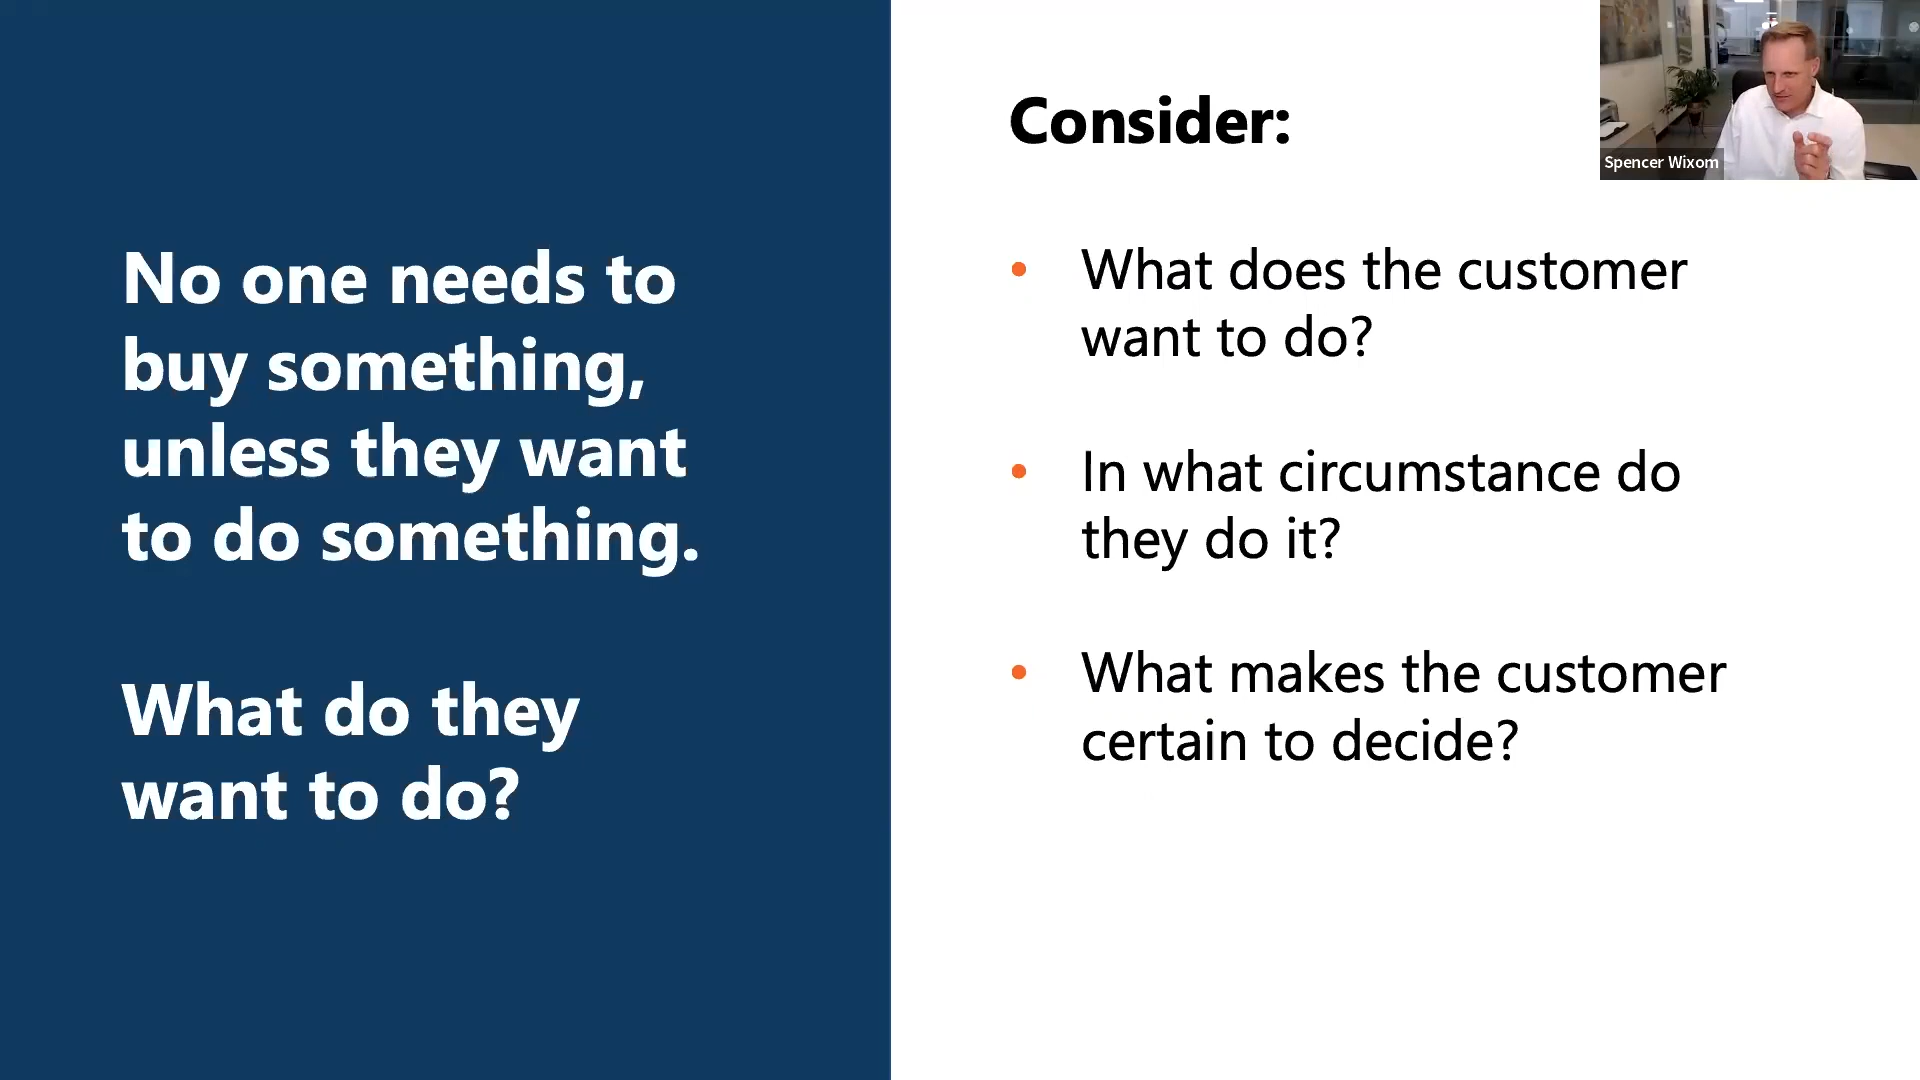 No one needs to
buy something,
unless they want
to do something.
What do they
want to do?
Consider:
What does the customer
want to do?
In what circumstance do
they do it?
What makes the customer
certain to decide?
Spencer Wixom